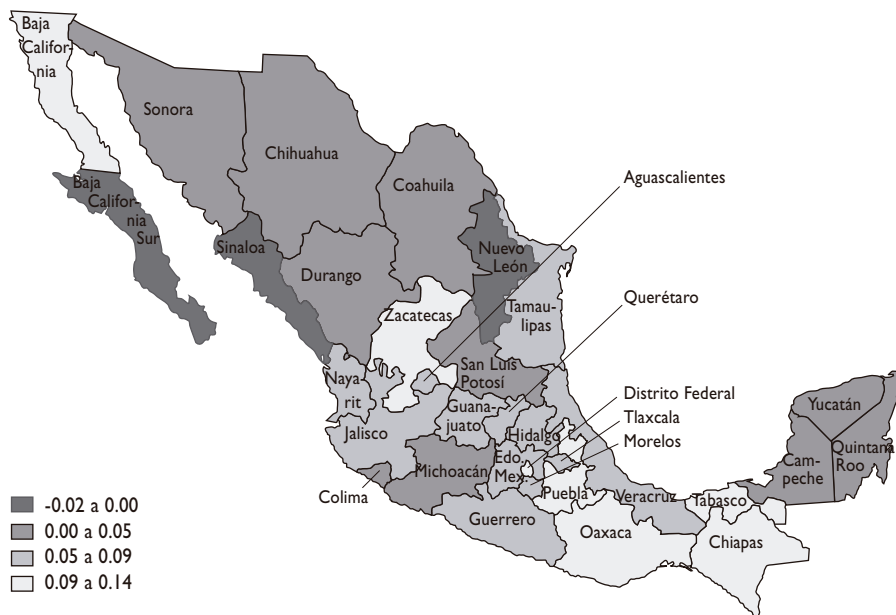 Baja
Califor-
nia
Sonora
Chihuahua
Coahuila
Aguascalientes
Baja
Califor-
nia
Sur
Sinaloa
Nuevo
León
Durango
Querétaro
Zacatecas
Tamau-
lipas
San Luis
Potosí
Naya-
rit
Guana-
juato
Distrito Federal
Tlaxcala
Morelos
Hidalgo
Jalisco
Edo.
Mex.
Michoacán
Colima
Puebla
Veracruz
Tabasco
Yucatán
Quintana
Roo
Cam-
peche
Guerrero
Oaxaca
Chiapas
-0.02 a 0.00
0.00 a 0.05
0.05 a 0.09
0.09 a 0.14